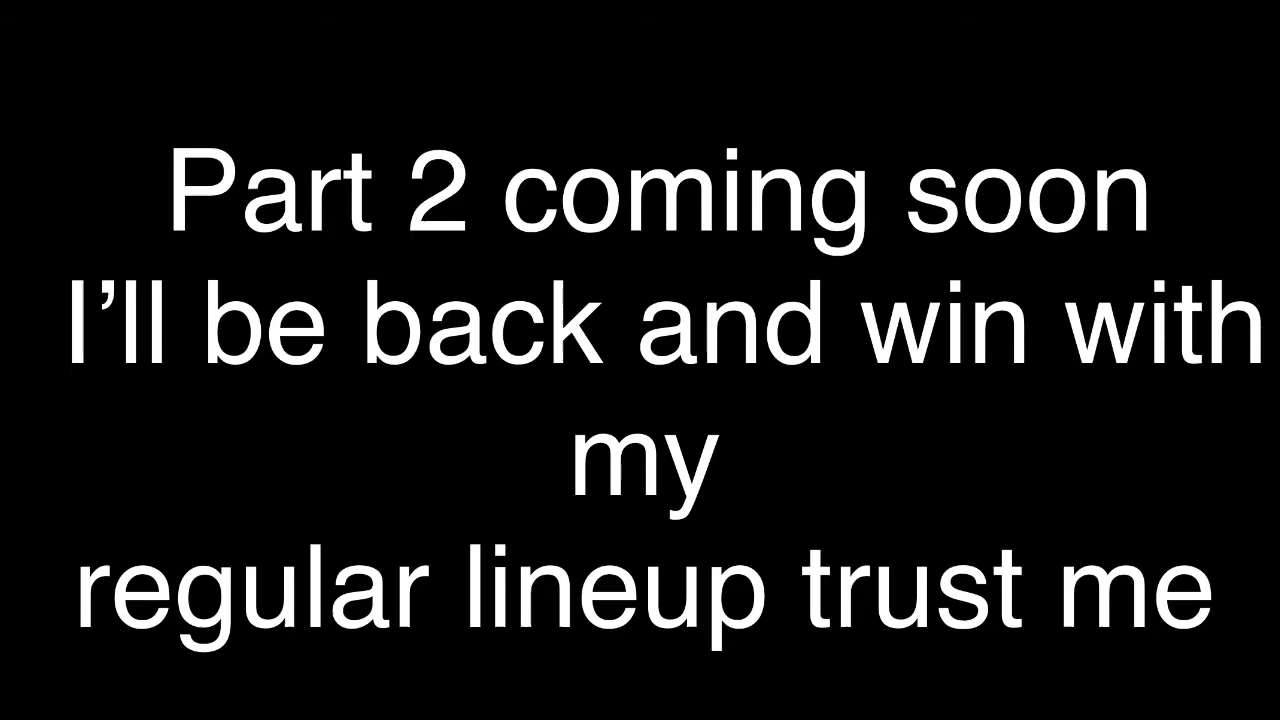 Part 2 coming soon
I’ll be back and win with
my
regular lineup trust me